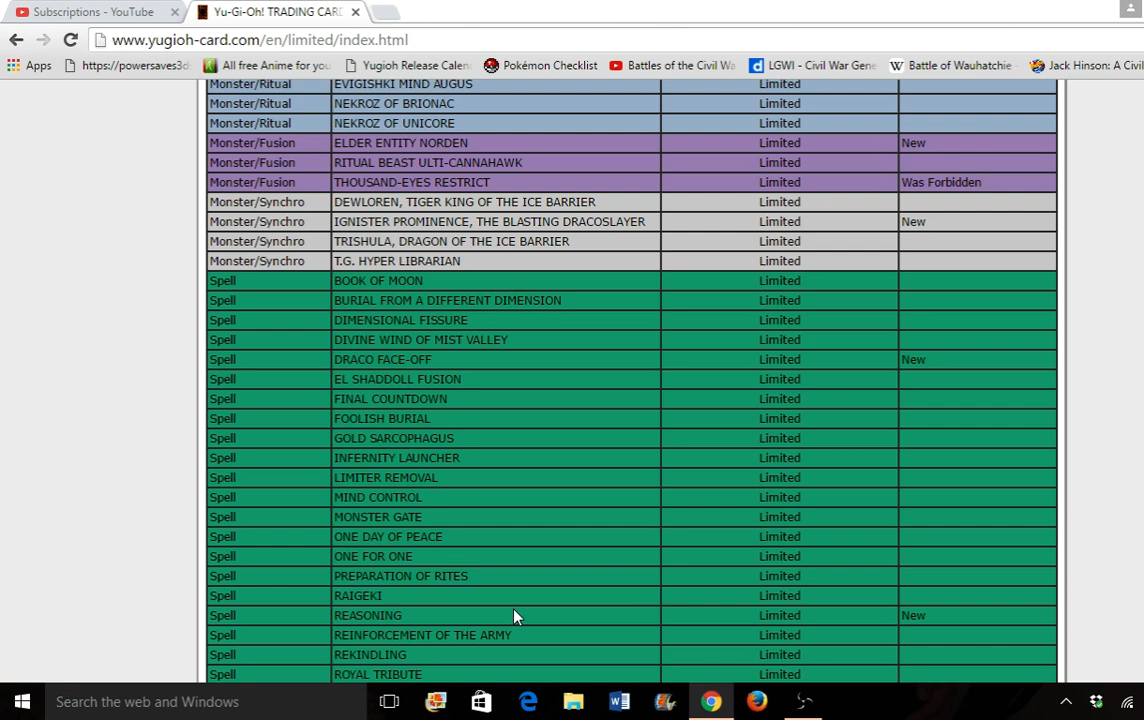 Subscriptions - YouTube
Yu-Gi-Oh! TRADING CARD
www.yugioh-card.com/en/limited/index.html
Apps https://powersaves3d All free Anime for you Yugioh Release Calen Pokémon Checklist Battles of the Civil Wa LGWI - Civil War Gene Battle of Wauhatchie - Jack Hinson: A Civi
Monster/Ritual EVIGISHKI MIND AUGUS Limited
Monster/Ritual NEKROZ OF BRIONAC Limited
Monster/Ritual NEKROZ OF UNICORE Limited
Monster/Fusion ELDER ENTITY NORDEN Limited New
Monster/Fusion RITUAL BEAST ULTI-CANNAHAWK Limited
Monster/Fusion THOUSAND-EYES RESTRICT Limited Was Forbidden
Monster/Synchro DEWLOREN, TIGER KING OF THE ICE BARRIER Limited
Monster/Synchro IGNISTER PROMINENCE, THE BLASTING DRACOSLAYER Limited New
Monster/Synchro TRISHULA, DRAGON OF THE ICE BARRIER Limited
Monster/Synchro T.G. HYPER LIBRARIAN Limited
Spell BOOK OF MOON Limited
Spell BURIAL FROM A DIFFERENT DIMENSION Limited
Spell DIMENSIONAL FISSURE Limited
Spell DIVINE WIND OF MIST VALLEY Limited
Spell DRACO FACE-OFF Limited New
Spell EL SHADDOLL FUSION Limited
Spell FINAL COUNTDOWN Limited
Spell FOOLISH BURIAL Limited
Spell GOLD SARCOPHAGUS Limited
Spell INFERNITY LAUNCHER Limited
Spell LIMITER REMOVAL Limited
Spell MIND CONTROL Limited
Spell MONSTER GATE Limited
Spell ONE DAY OF PEACE Limited
Spell ONE FOR ONE Limited
Spell PREPARATION OF RITES Limited
Spell RAIGEKI Limited
Spell REASONING Limited New
Spell REINFORCEMENT OF THE ARMY Limited
Spell REKINDLING Limited
Spell ROYAL TRIBUTE Limited
Search the web and Windows